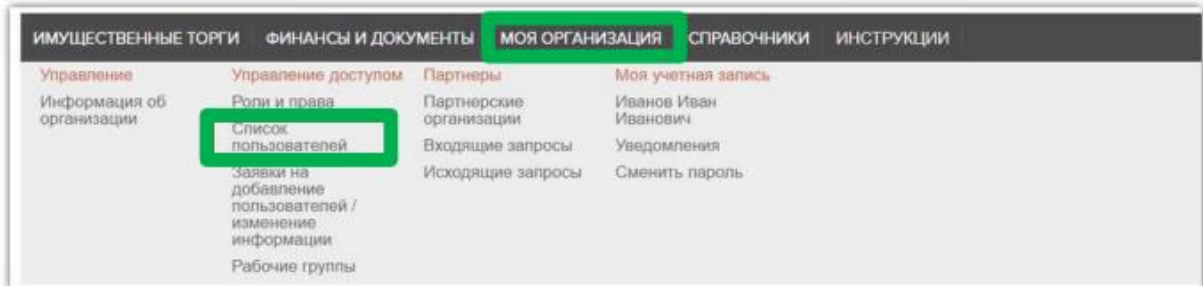 ИМУЩЕСТВЕННЫЕ ТОРГИ ФИНАНСЫ И ДОКУМЕНТЫ МОЯ ОРГАНИЗАЦИЯ СПРАВОЧНИКИ ИНСТРУКЦИИ
Управление
Информация об
организации
Управление доступом
Роли и права
Список
пользователей
Заявки на
добавление
пользователей /
изменение
информации
Рабочие группы
Партнеры
Партнерские
организации
Входящие запросы
Исходящие запросы
Моя учетная запись
Иванов Иван
Иванович
Уведомления
Сменить пароль